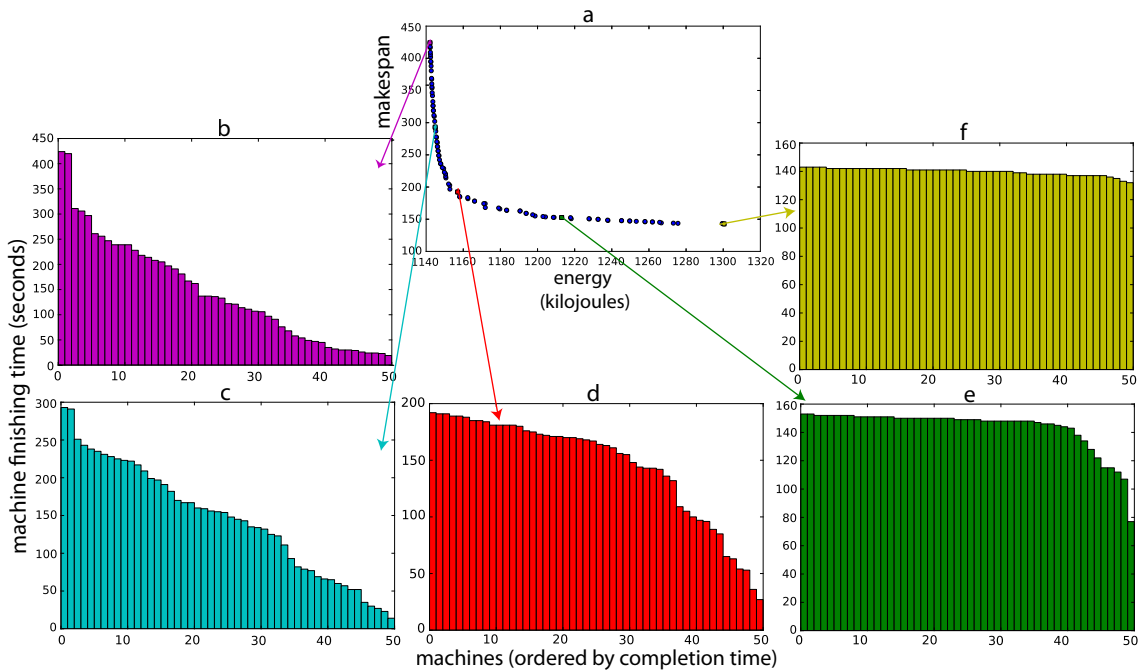 a
450
400
350
300
250
200
150
100
makespan
1140 1160 1180 1200 1220 1240 1260 1280 1300 1320
energy
(kilojoules)
b
450
400
350
300
250
200
150
100
50
0
0 10 20 30 40 50
f
160
140
120
100
80
60
40
20
0
0 10 20 30 40 50
machine finishing time (seconds)
c
300
250
200
150
100
50
0
0 10 20 30 40 50
d
200
150
100
50
0
0 10 20 30 40 50
e
160
140
120
100
80
60
40
20
0
0 10 20 30 40 50
machines (ordered by completion time)